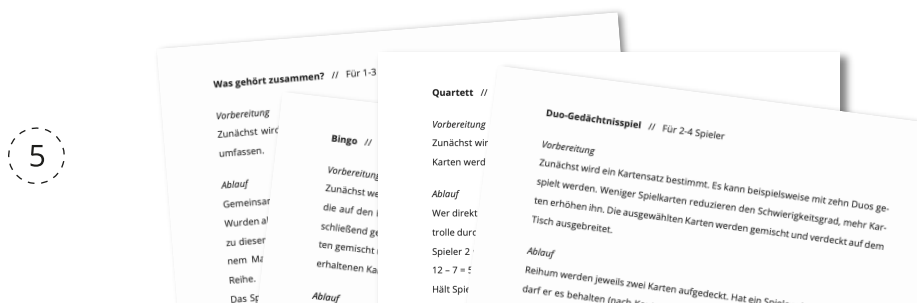 5
Was gehört zusammen? // Für 1-3
Vorbereitung
Zunächst wird
umfassen.
Ablauf
Gemeinsar
Wurden al
zu dieser
nem Ma
Reihe.
Das Sp
Bingo //
Vorbereitung
Zunächst we
die auf den
schließend ge
ten gemischt
erhaltenen Ka
Ablauf
Quartett //
Vorbereitung
Zunächst wir
Karten werd
Ablauf
Wer direkt
trolle durc
Spieler 2
12 – 7 = 5
Hält Spie
Duo-Gedächtnisspiel // Für 2-4 Spieler
Vorbereitung
Zunächst wird ein Kartensatz bestimmt. Es kann beispielsweise mit zehn Duos ge-
spielt werden. Weniger Spielkarten reduzieren den Schwierigkeitsgrad, mehr Kar-
ten erhöhen ihn. Die ausgewählten Karten werden gemischt und verdeckt auf dem
Tisch ausgebreitet.
Ablauf
Reihum werden jeweils zwei Karten aufgedeckt. Hat ein Spiel
darf er es behalten (nach